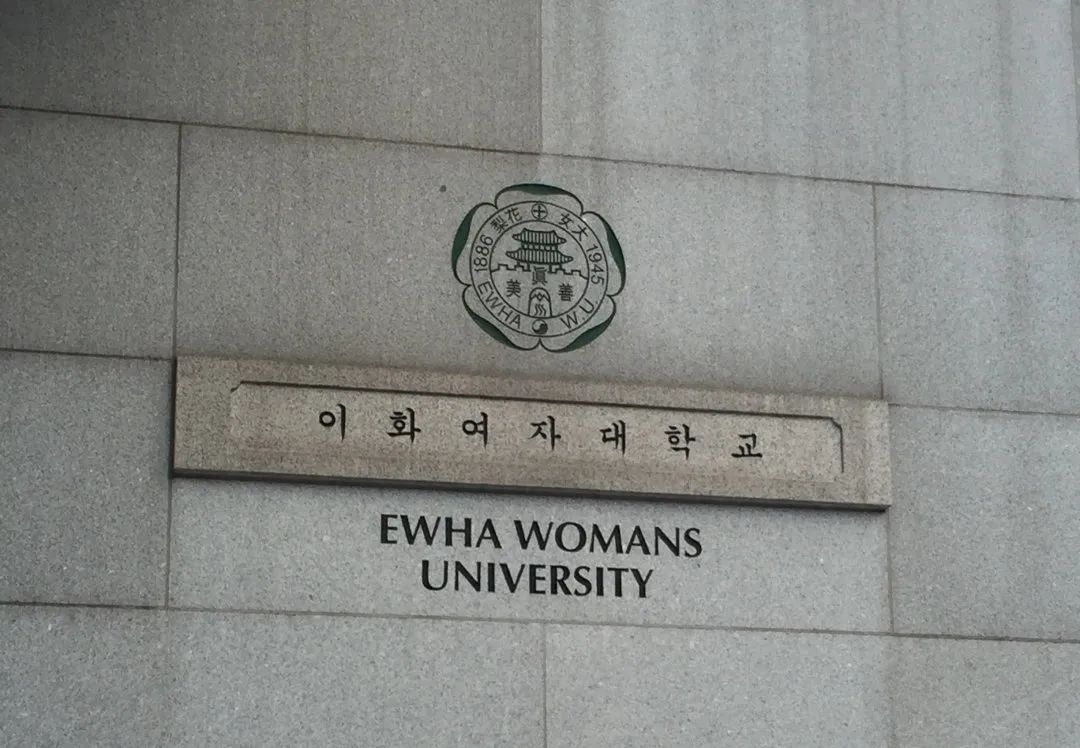 梨花 女大
1886 1945
眞
美 善
EWHA W.U.
이화여자대학교
EWHA WOMANS
UNIVERSITY